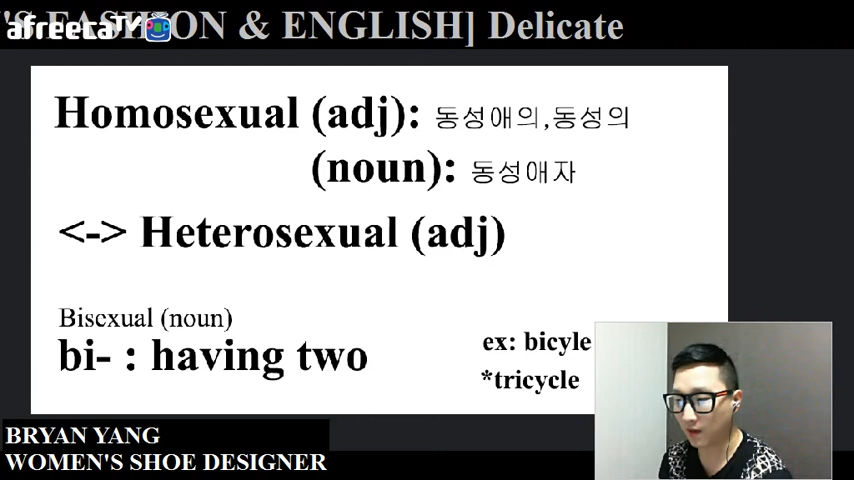 'S FASHION & ENGLISH] Delicate
afreecaTV
Homosexual (adj): 동성애의,동성의
(noun): 동성애자
<-> Heterosexual (adj)
Bisexual (noun)
bi- : having two
ex: bicyle
*tricycle
BRYAN YANG
WOMEN'S SHOE DESIGNER